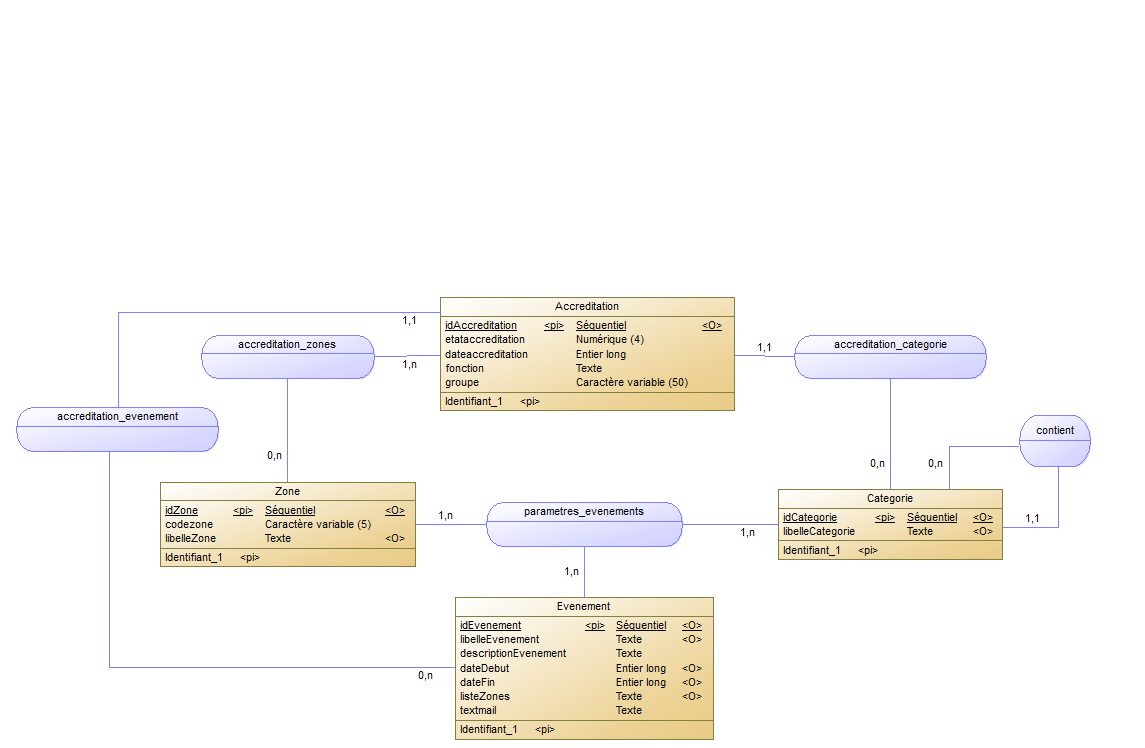 Accreditation
idAccreditation <pi> Séquentiel <O>
etataccreditation Numérique (4)
dateaccreditation Entier long
fonction Texte
groupe Caractère variable (50)
Identifiant_1 <pi>
1,1
1,n
1,1
accreditation_zones
accreditation_categorie
accreditation_evenement
contient
0,n
0,n
0,n
1,1
Zone
idZone <pi> Séquentiel <O>
codezone Caractère variable (5)
libelleZone Texte <O>
Identifiant_1 <pi>
1,n
parametres_evenements
1,n
1,n
Categorie
idCategorie <pi> Séquentiel <O>
libelleCategorie Texte <O>
Identifiant_1 <pi>
Evenement
idEvenement <pi> Séquentiel <O>
libelleEvenement Texte <O>
descriptionEvenement Texte
dateDebut Entier long <O>
dateFin Entier long <O>
listeZones Texte <O>
textmail Texte
Identifiant_1 <pi>
0,n